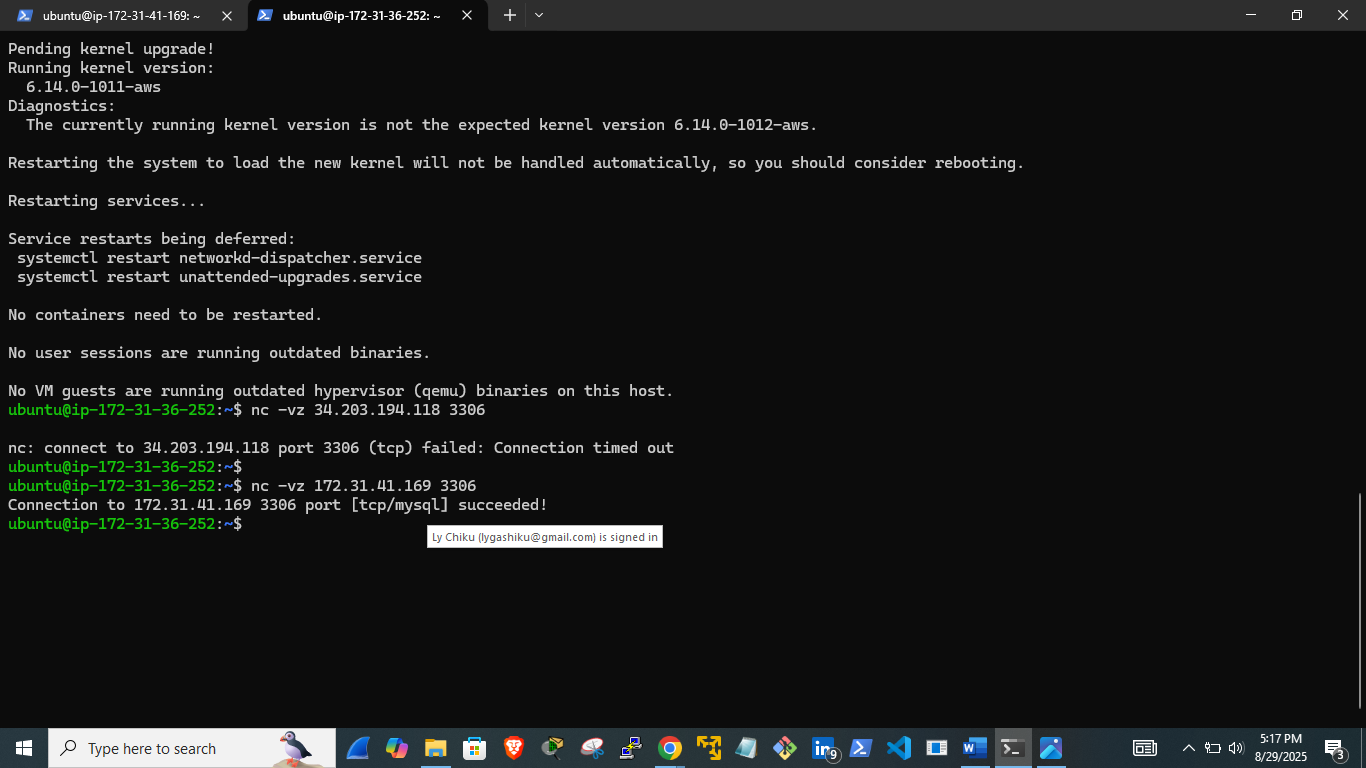 ubuntu@ip-172-31-41-169: ~
ubuntu@ip-172-31-36-252: ~
Pending kernel upgrade!
Running kernel version:
  6.14.0-1011-aws
Diagnostics:
  The currently running kernel version is not the expected kernel version 6.14.0-1012-aws.
Restarting the system to load the new kernel will not be handled automatically, so you should consider rebooting.
Restarting services...
Service restarts being deferred:
 systemctl restart networkd-dispatcher.service
 systemctl restart unattended-upgrades.service
No containers need to be restarted.
No user sessions are running outdated binaries.
No VM guests are running outdated hypervisor (qemu) binaries on this host.
ubuntu@ip-172-31-36-252:~$ nc -vz 34.203.194.118 3306
nc: connect to 34.203.194.118 port 3306 (tcp) failed: Connection timed out
ubuntu@ip-172-31-36-252:~$
ubuntu@ip-172-31-36-252:~$ nc -vz 172.31.41.169 3306
Connection to 172.31.41.169 3306 port [tcp/mysql] succeeded!
ubuntu@ip-172-31-36-252:~$
Ly Chiku (lygashiku@gmail.com) is signed in
Type here to search
9
5:17 PM
8/29/2025
3